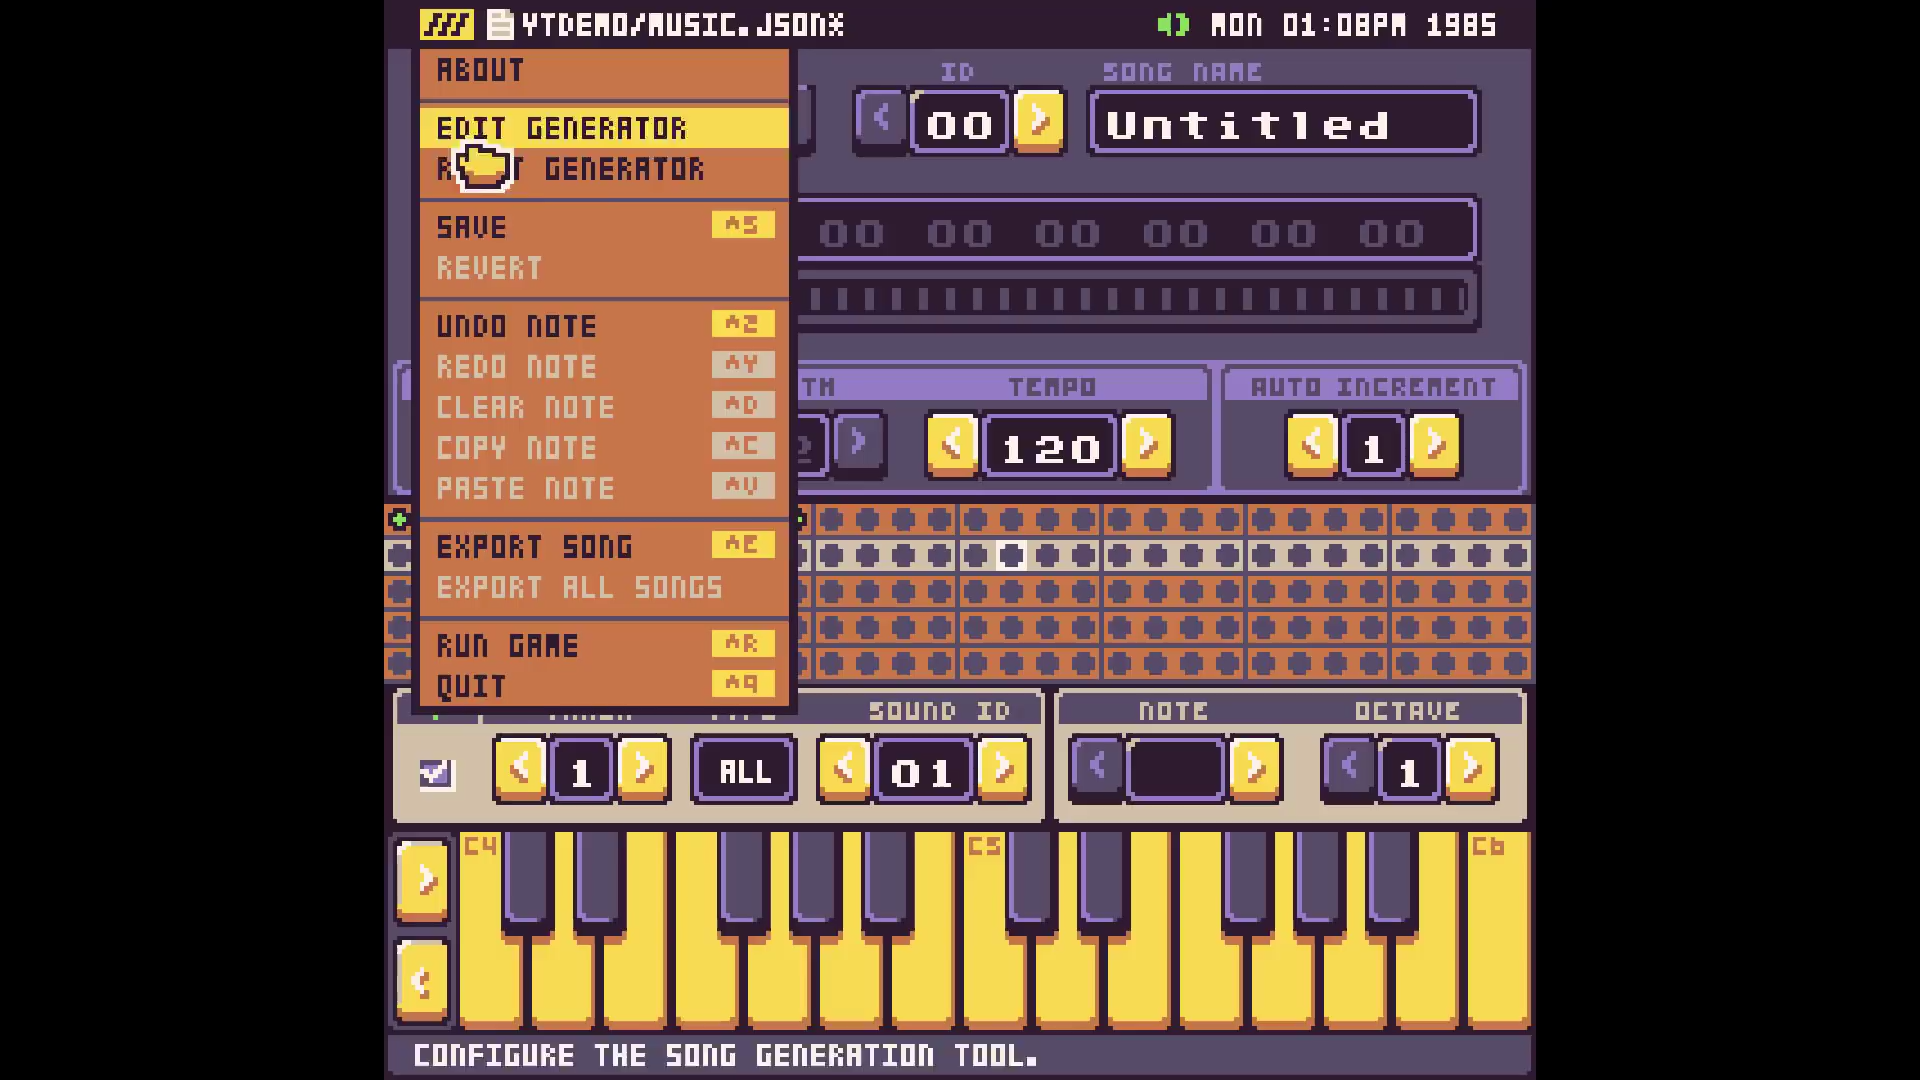 YTDEMO/MUSIC.JSON* MON 01:08PM 1985
ABOUT
EDIT GENERATOR
GENERATOR
SAVE ^S
REVERT
UNDO NOTE ^Z
REDO NOTE ^Y
CLEAR NOTE ^D
COPY NOTE ^C
PASTE NOTE ^V
EXPORT SONG ^E
EXPORT ALL SONGS
RUN GAME ^R
QUIT ^Q
ID SONG NAME
00 Untitled
00 00 00 00 00 00
TEMPO AUTO INCREMENT
120 1
SOUND ID NOTE OCTAVE
1 ALL 01 1
C4 C5 C6
CONFIGURE THE SONG GENERATION TOOL.